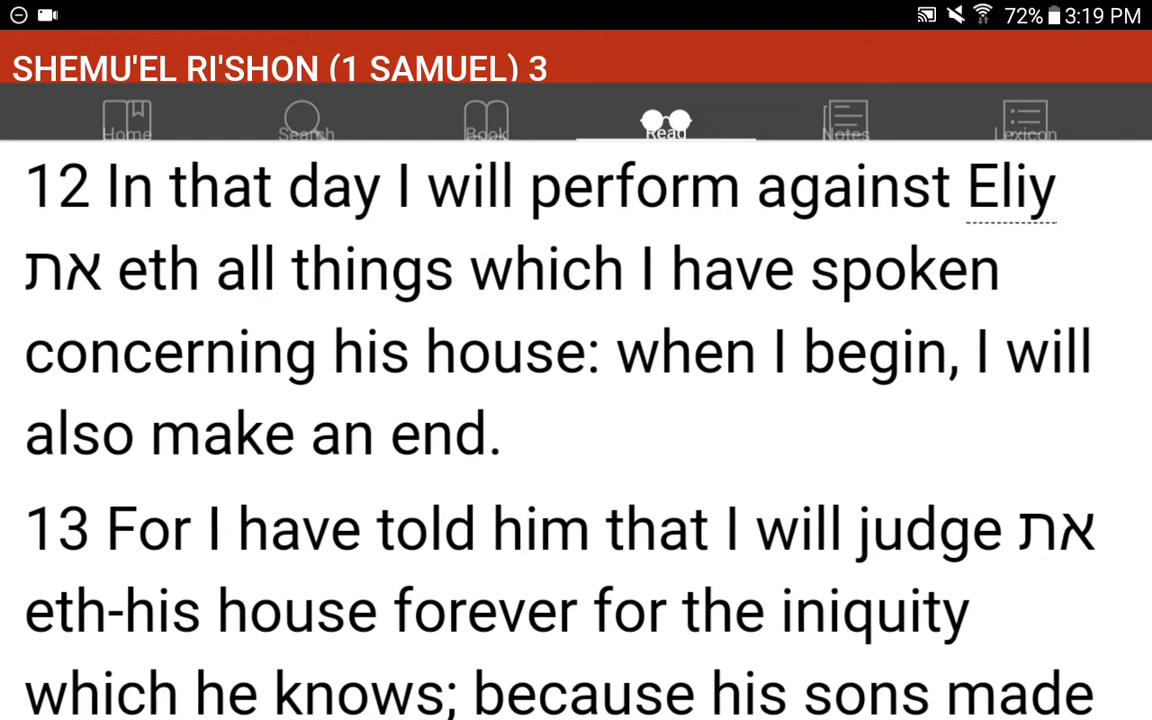 72% 3:19 PM
SHEMU'EL RI'SHON (1 SAMUEL) 3
Home Search Book Read Notes Lexicon
12 In that day I will perform against Eliy
את eth all things which I have spoken
concerning his house: when I begin, I will
also make an end.
13 For I have told him that I will judge את
eth-his house forever for the iniquity
which he knows; because his sons made